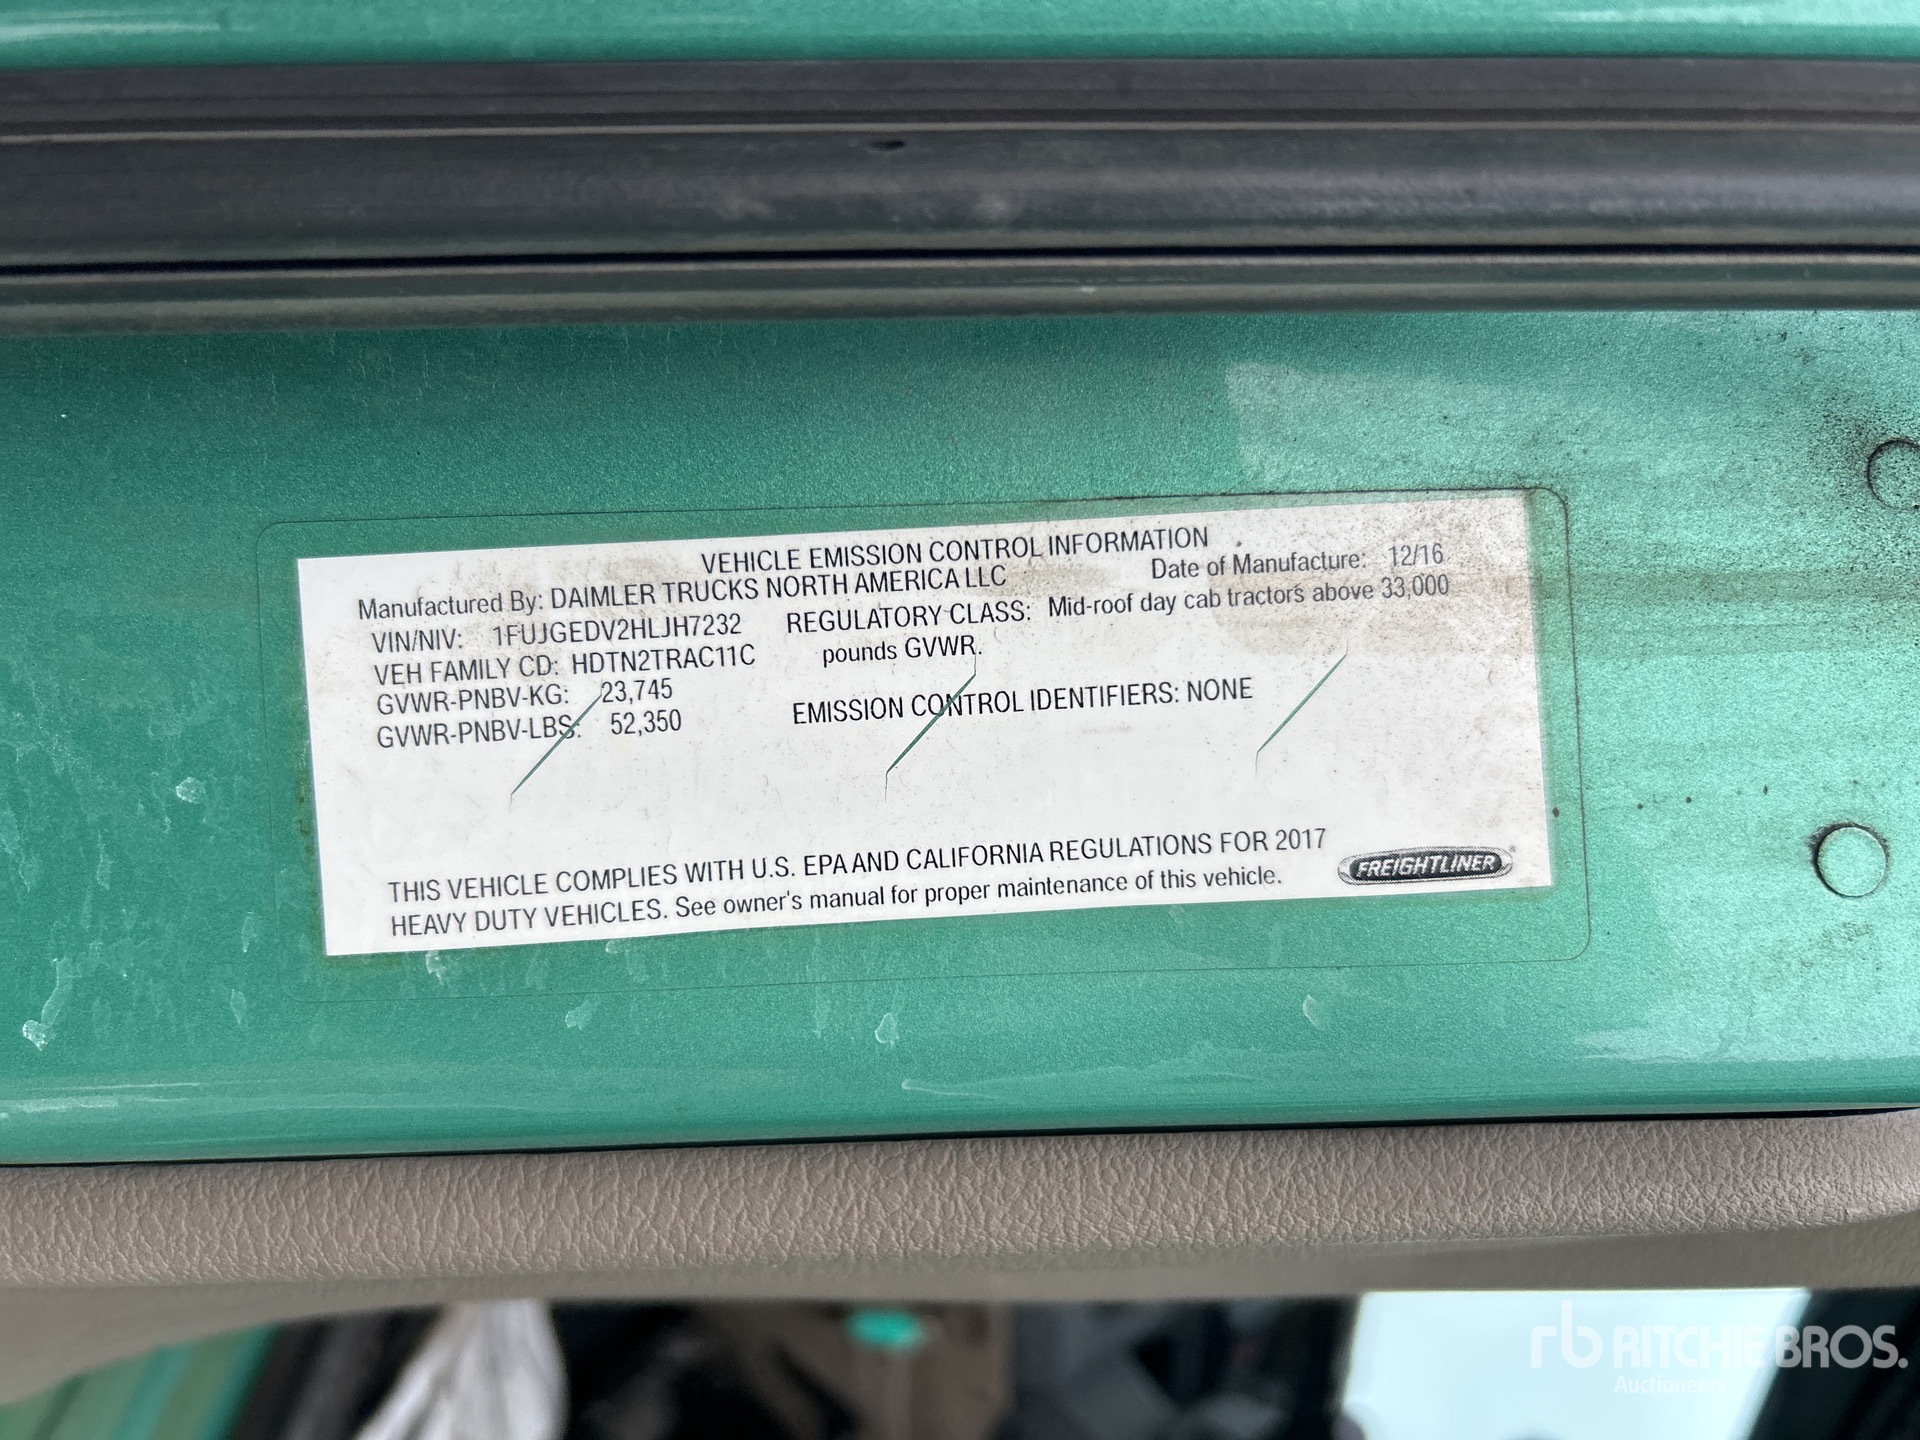 VEHICLE EMISSION CONTROL INFORMATION
Manufactured By: DAIMLER TRUCKS NORTH AMERICA LLC Date of Manufacture: 12/16
VIN/NIV: 1FUJGEDV2HLJH7232 REGULATORY CLASS: Mid-roof day cab tractors above 33,000
VEH FAMILY CD: HDTN2TRAC11C pounds GVWR.
GVWR-PNBV-KG: 23,745
GVWR-PNBV-LBS: 52,350 EMISSION CONTROL IDENTIFIERS: NONE
THIS VEHICLE COMPLIES WITH U.S. EPA AND CALIFORNIA REGULATIONS FOR 2017
HEAVY DUTY VEHICLES. See owner's manual for proper maintenance of this vehicle.
FREIGHTLINER
rb RITCHIE BROS.
Auctioneers